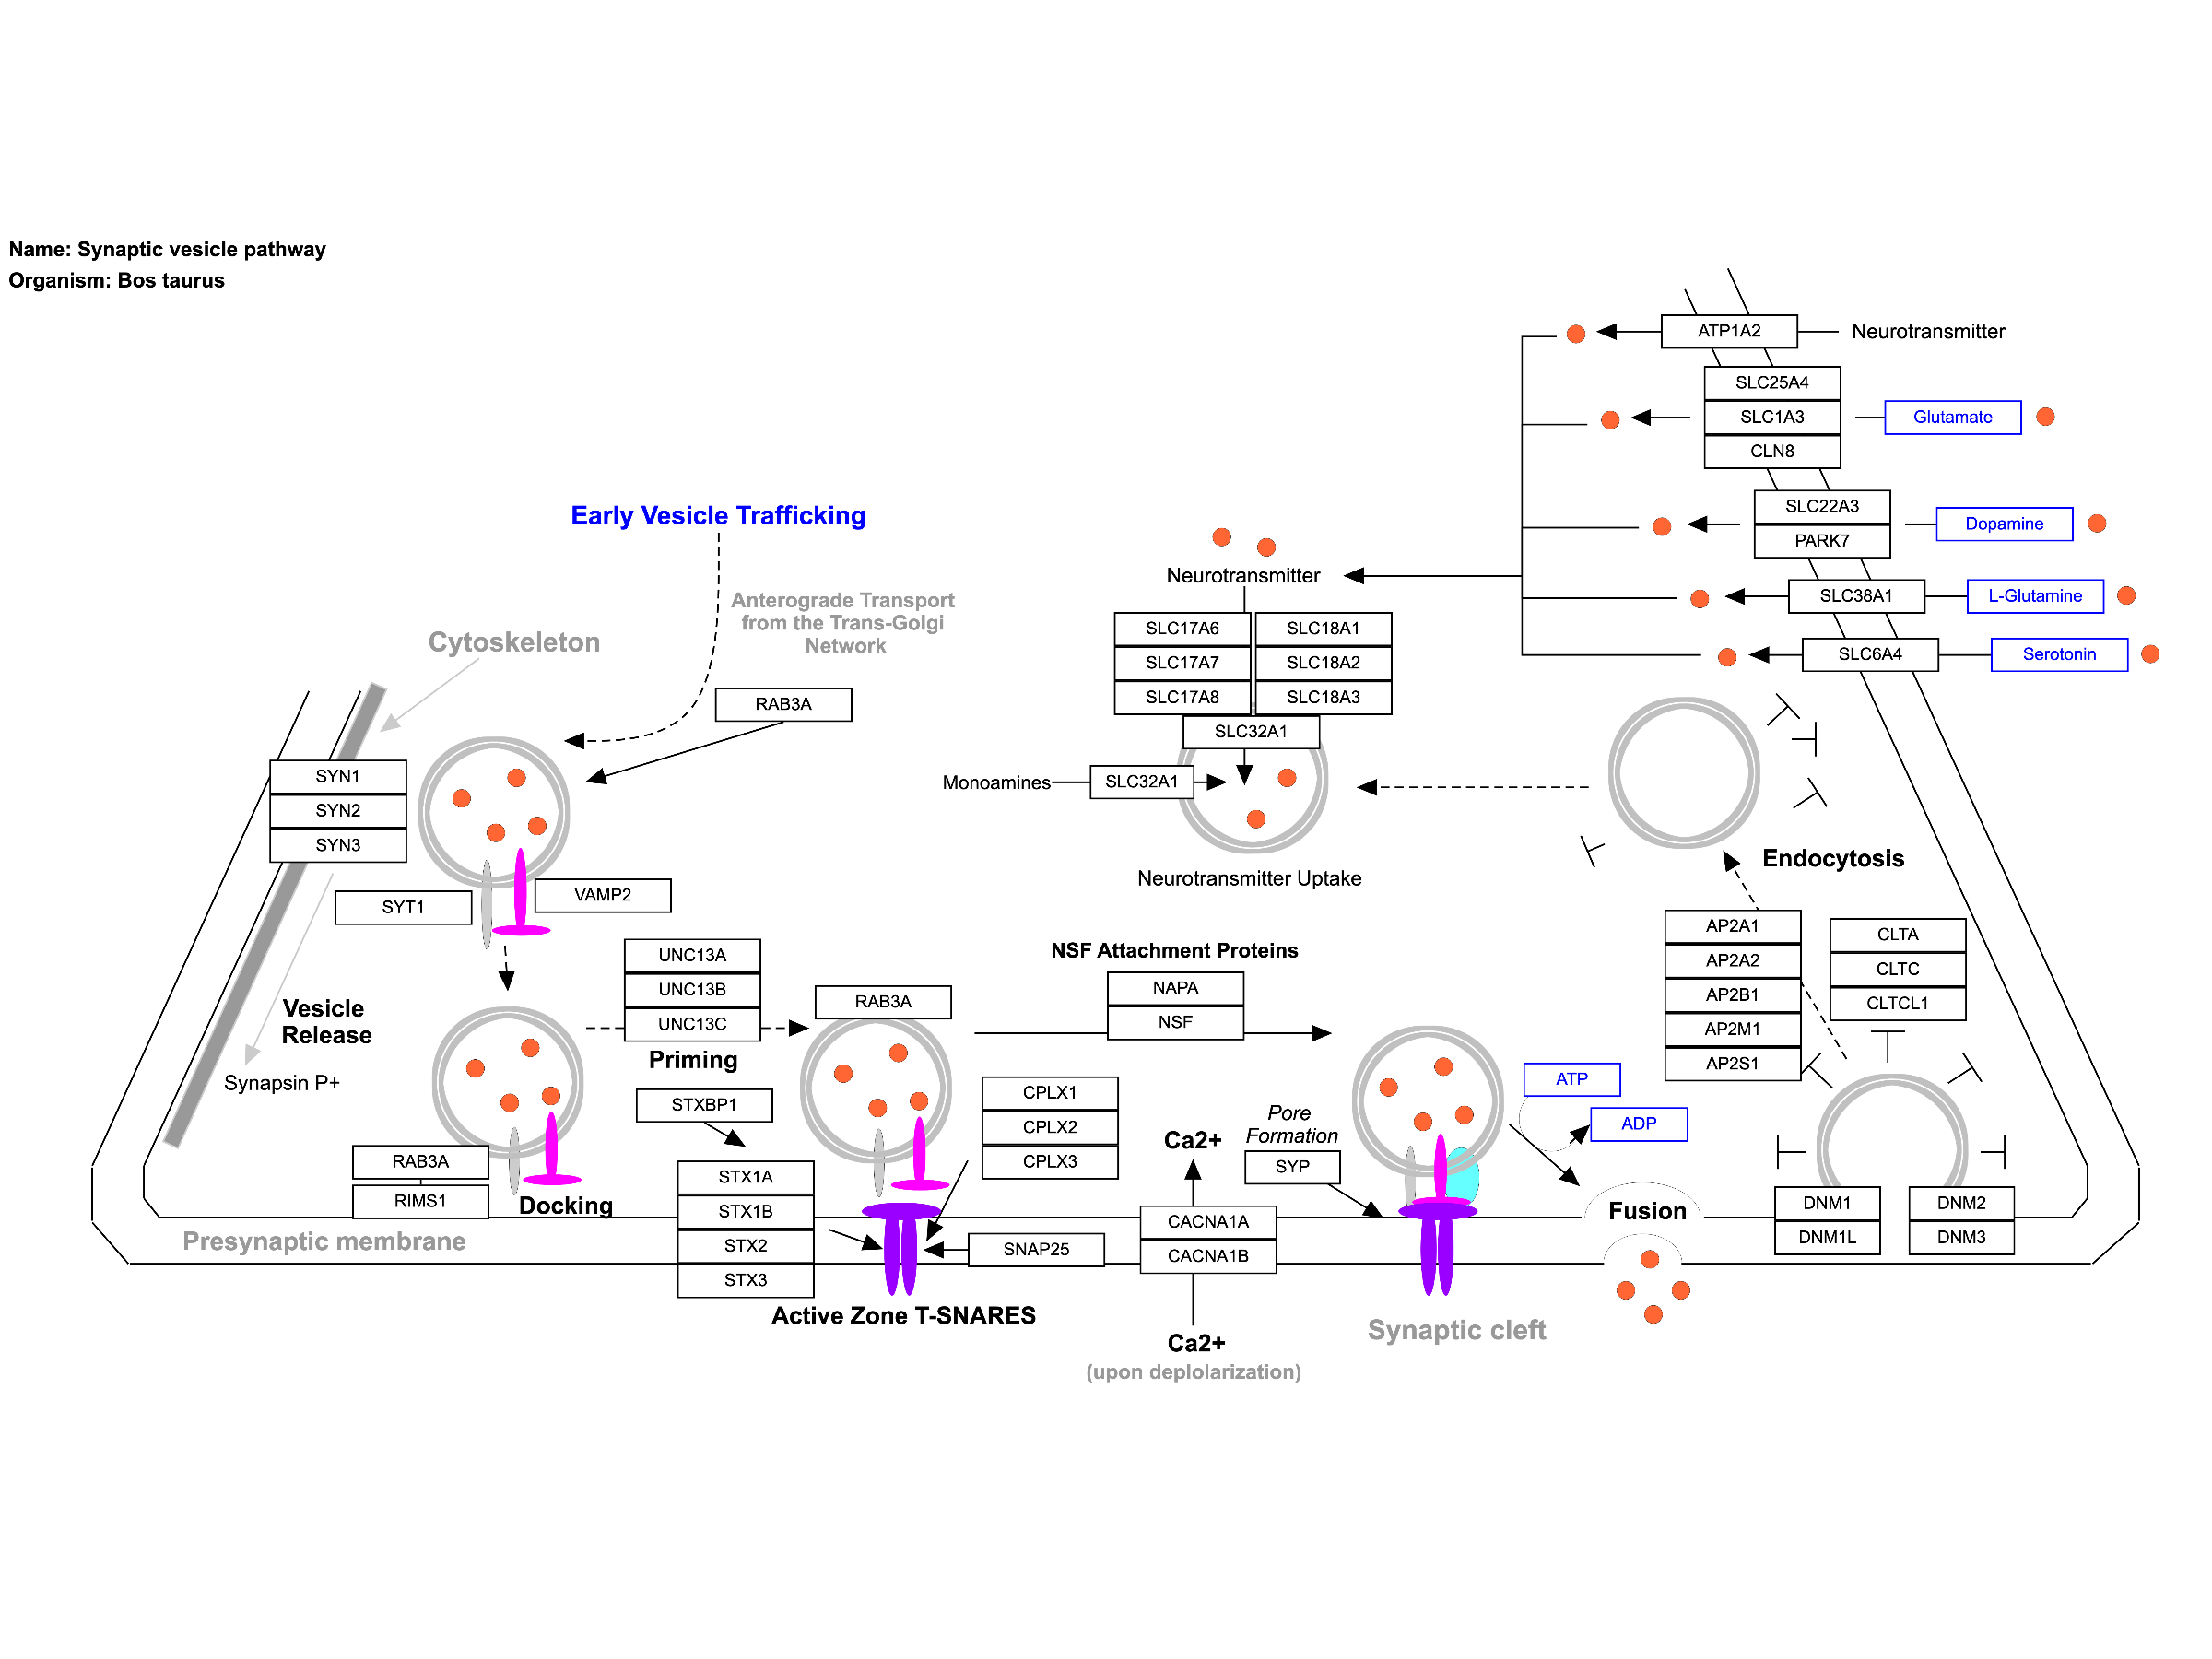 Name: Synaptic vesicle pathway
Organism: Bos taurus
ATP1A2
Neurotransmitter
SLC25A4
SLC1A3
CLN8
Glutamate
SLC22A3
PARK7
Dopamine
SLC38A1
L-Glutamine
SLC6A4
Serotonin
Early Vesicle Trafficking
Anterograde Transport
from the Trans-Golgi
Network
Cytoskeleton
RAB3A
Neurotransmitter
SLC17A6
SLC17A7
SLC17A8
SLC18A1
SLC18A2
SLC18A3
SLC32A1
Monoamines
SLC32A1
Neurotransmitter Uptake
SYN1
SYN2
SYN3
SYT1
VAMP2
Endocytosis
AP2A1
AP2A2
AP2B1
AP2M1
AP2S1
CLTA
CLTC
CLTCL1
Vesicle
Release
Synapsin P+
UNC13A
UNC13B
UNC13C
Priming
RAB3A
NSF Attachment Proteins
NAPA
NSF
STXBP1
CPLX1
CPLX2
CPLX3
Ca2+
Pore
Formation
SYP
ATP
ADP
RAB3A
RIMS1
Docking
STX1A
STX1B
STX2
STX3
SNAP25
CACNA1A
CACNA1B
Fusion
DNM1
DNM1L
DNM2
DNM3
Presynaptic membrane
Active Zone T-SNARES
Ca2+
(upon deplolarization)
Synaptic cleft